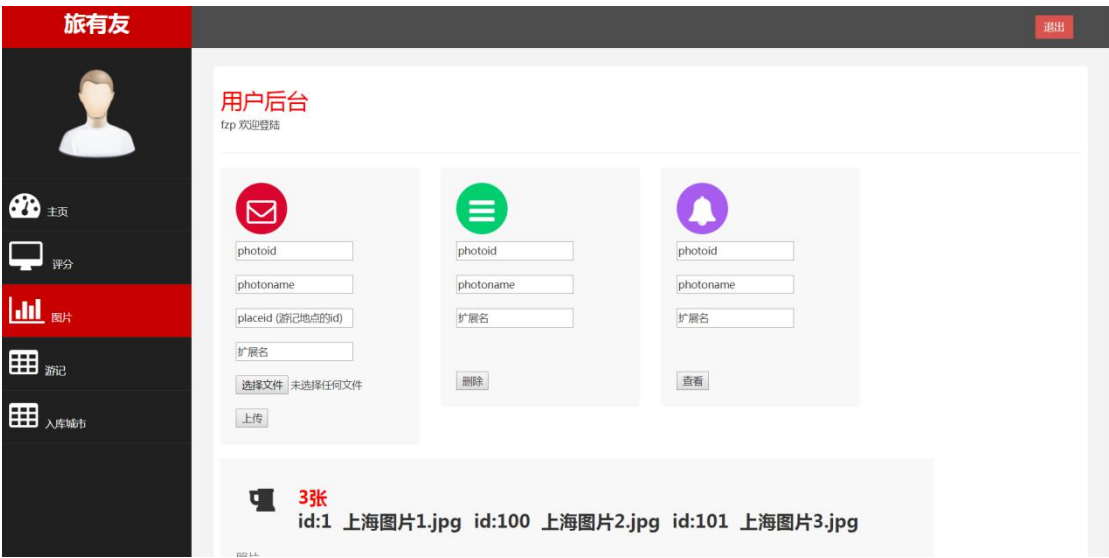 旅有友
退出
用户后台
fzp 欢迎登陆
主页
评分
图片
游记
入库城市
photoid
photoname
placeid (游记地点的id)
扩展名
选择文件 未选择任何文件
上传
photoid
photoname
扩展名
删除
photoid
photoname
扩展名
查看
3张
id:1 上海图片1.jpg id:100 上海图片2.jpg id:101 上海图片3.jpg